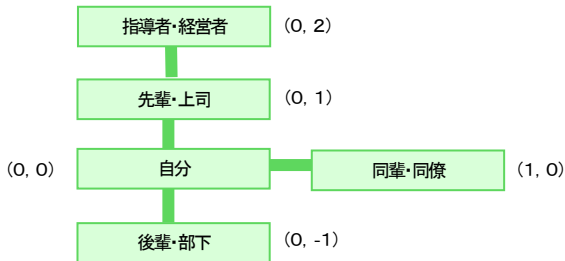 指導者・経営者 (0, 2)
先輩・上司 (0, 1)
(0, 0) 自分 同輩・同僚 (1, 0)
後輩・部下 (0, -1)